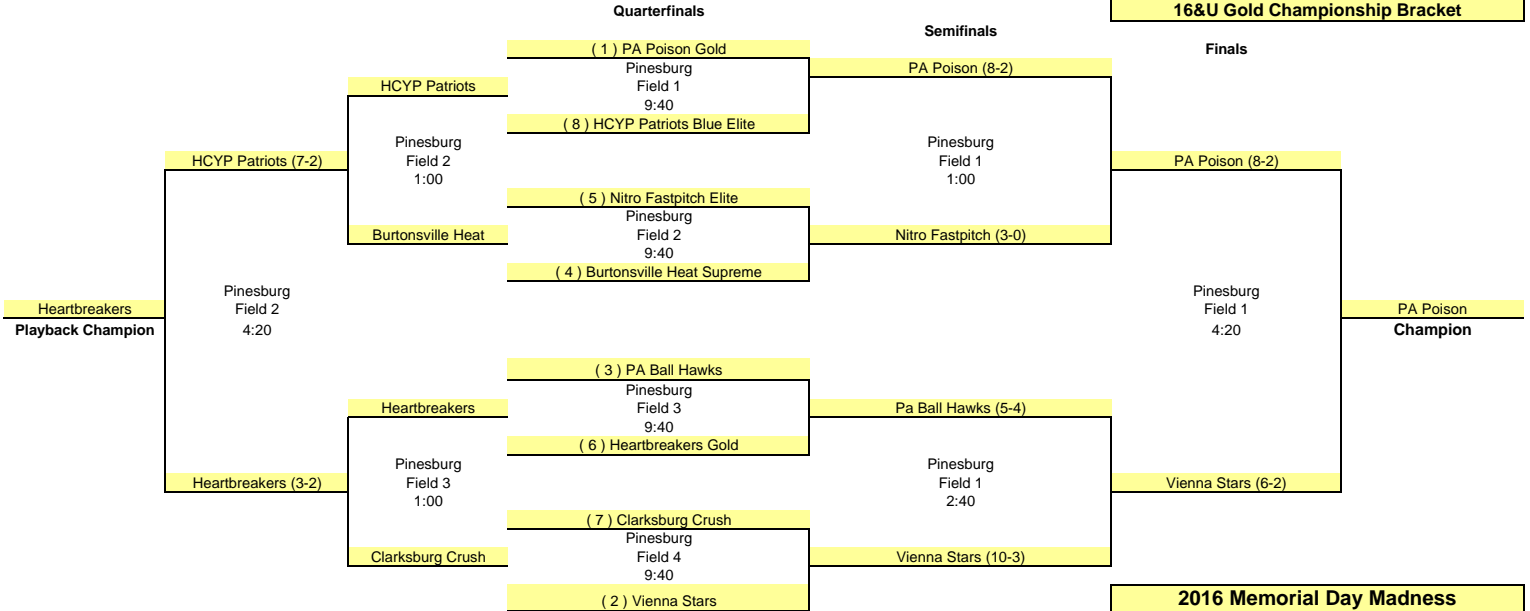 16&U Gold Championship Bracket
Quarterfinals
Semifinals
Finals
( 1 ) PA Poison Gold
Pinesburg
Field 1
9:40
( 8 ) HCYP Patriots Blue Elite
HCYP Patriots
Pinesburg
Field 2
1:00
Burtonsville Heat
( 5 ) Nitro Fastpitch Elite
Pinesburg
Field 2
9:40
( 4 ) Burtonsville Heat Supreme
PA Poison (8-2)
Pinesburg
Field 1
1:00
Nitro Fastpitch (3-0)
HCYP Patriots (7-2)
Pinesburg
Field 2
4:20
Heartbreakers
Playback Champion
Heartbreakers (3-2)
PA Poison (8-2)
Pinesburg
Field 1
4:20
PA Poison
Champion
Vienna Stars (6-2)
( 3 ) PA Ball Hawks
Pinesburg
Field 3
9:40
( 6 ) Heartbreakers Gold
Heartbreakers
Pinesburg
Field 3
1:00
Clarksburg Crush
( 7 ) Clarksburg Crush
Pinesburg
Field 4
9:40
( 2 ) Vienna Stars
Pa Ball Hawks (5-4)
Pinesburg
Field 1
2:40
Vienna Stars (10-3)
2016 Memorial Day Madness